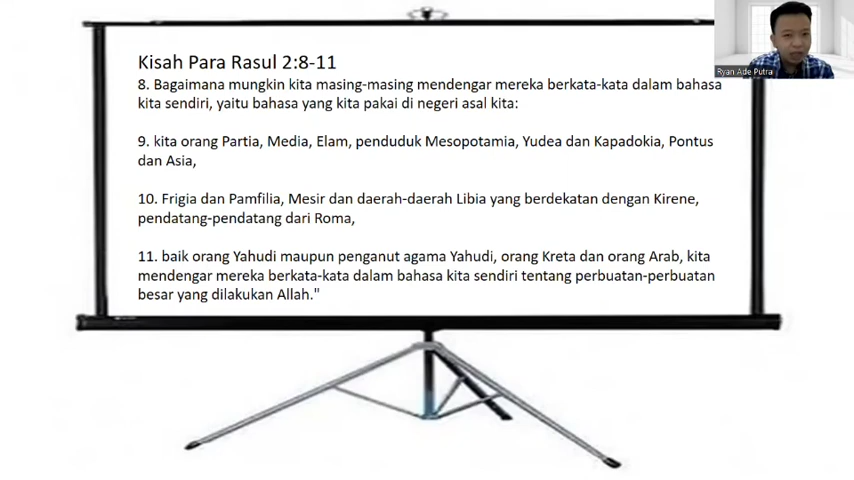 Kisah Para Rasul 2:8-11
8. Bagaimana mungkin kita masing-masing mendengar mereka berkata-kata dalam bahasa
kita sendiri, yaitu bahasa yang kita pakai di negeri asal kita:
9. kita orang Partia, Media, Elam, penduduk Mesopotamia, Yudea dan Kapadokia, Pontus
dan Asia,
10. Frigia dan Pamfilia, Mesir dan daerah-daerah Libia yang berdekatan dengan Kirene,
pendatang-pendatang dari Roma,
11. baik orang Yahudi maupun penganut agama Yahudi, orang Kreta dan orang Arab, kita
mendengar mereka berkata-kata dalam bahasa kita sendiri tentang perbuatan-perbuatan
besar yang dilakukan Allah."
Ryan Ade Putra